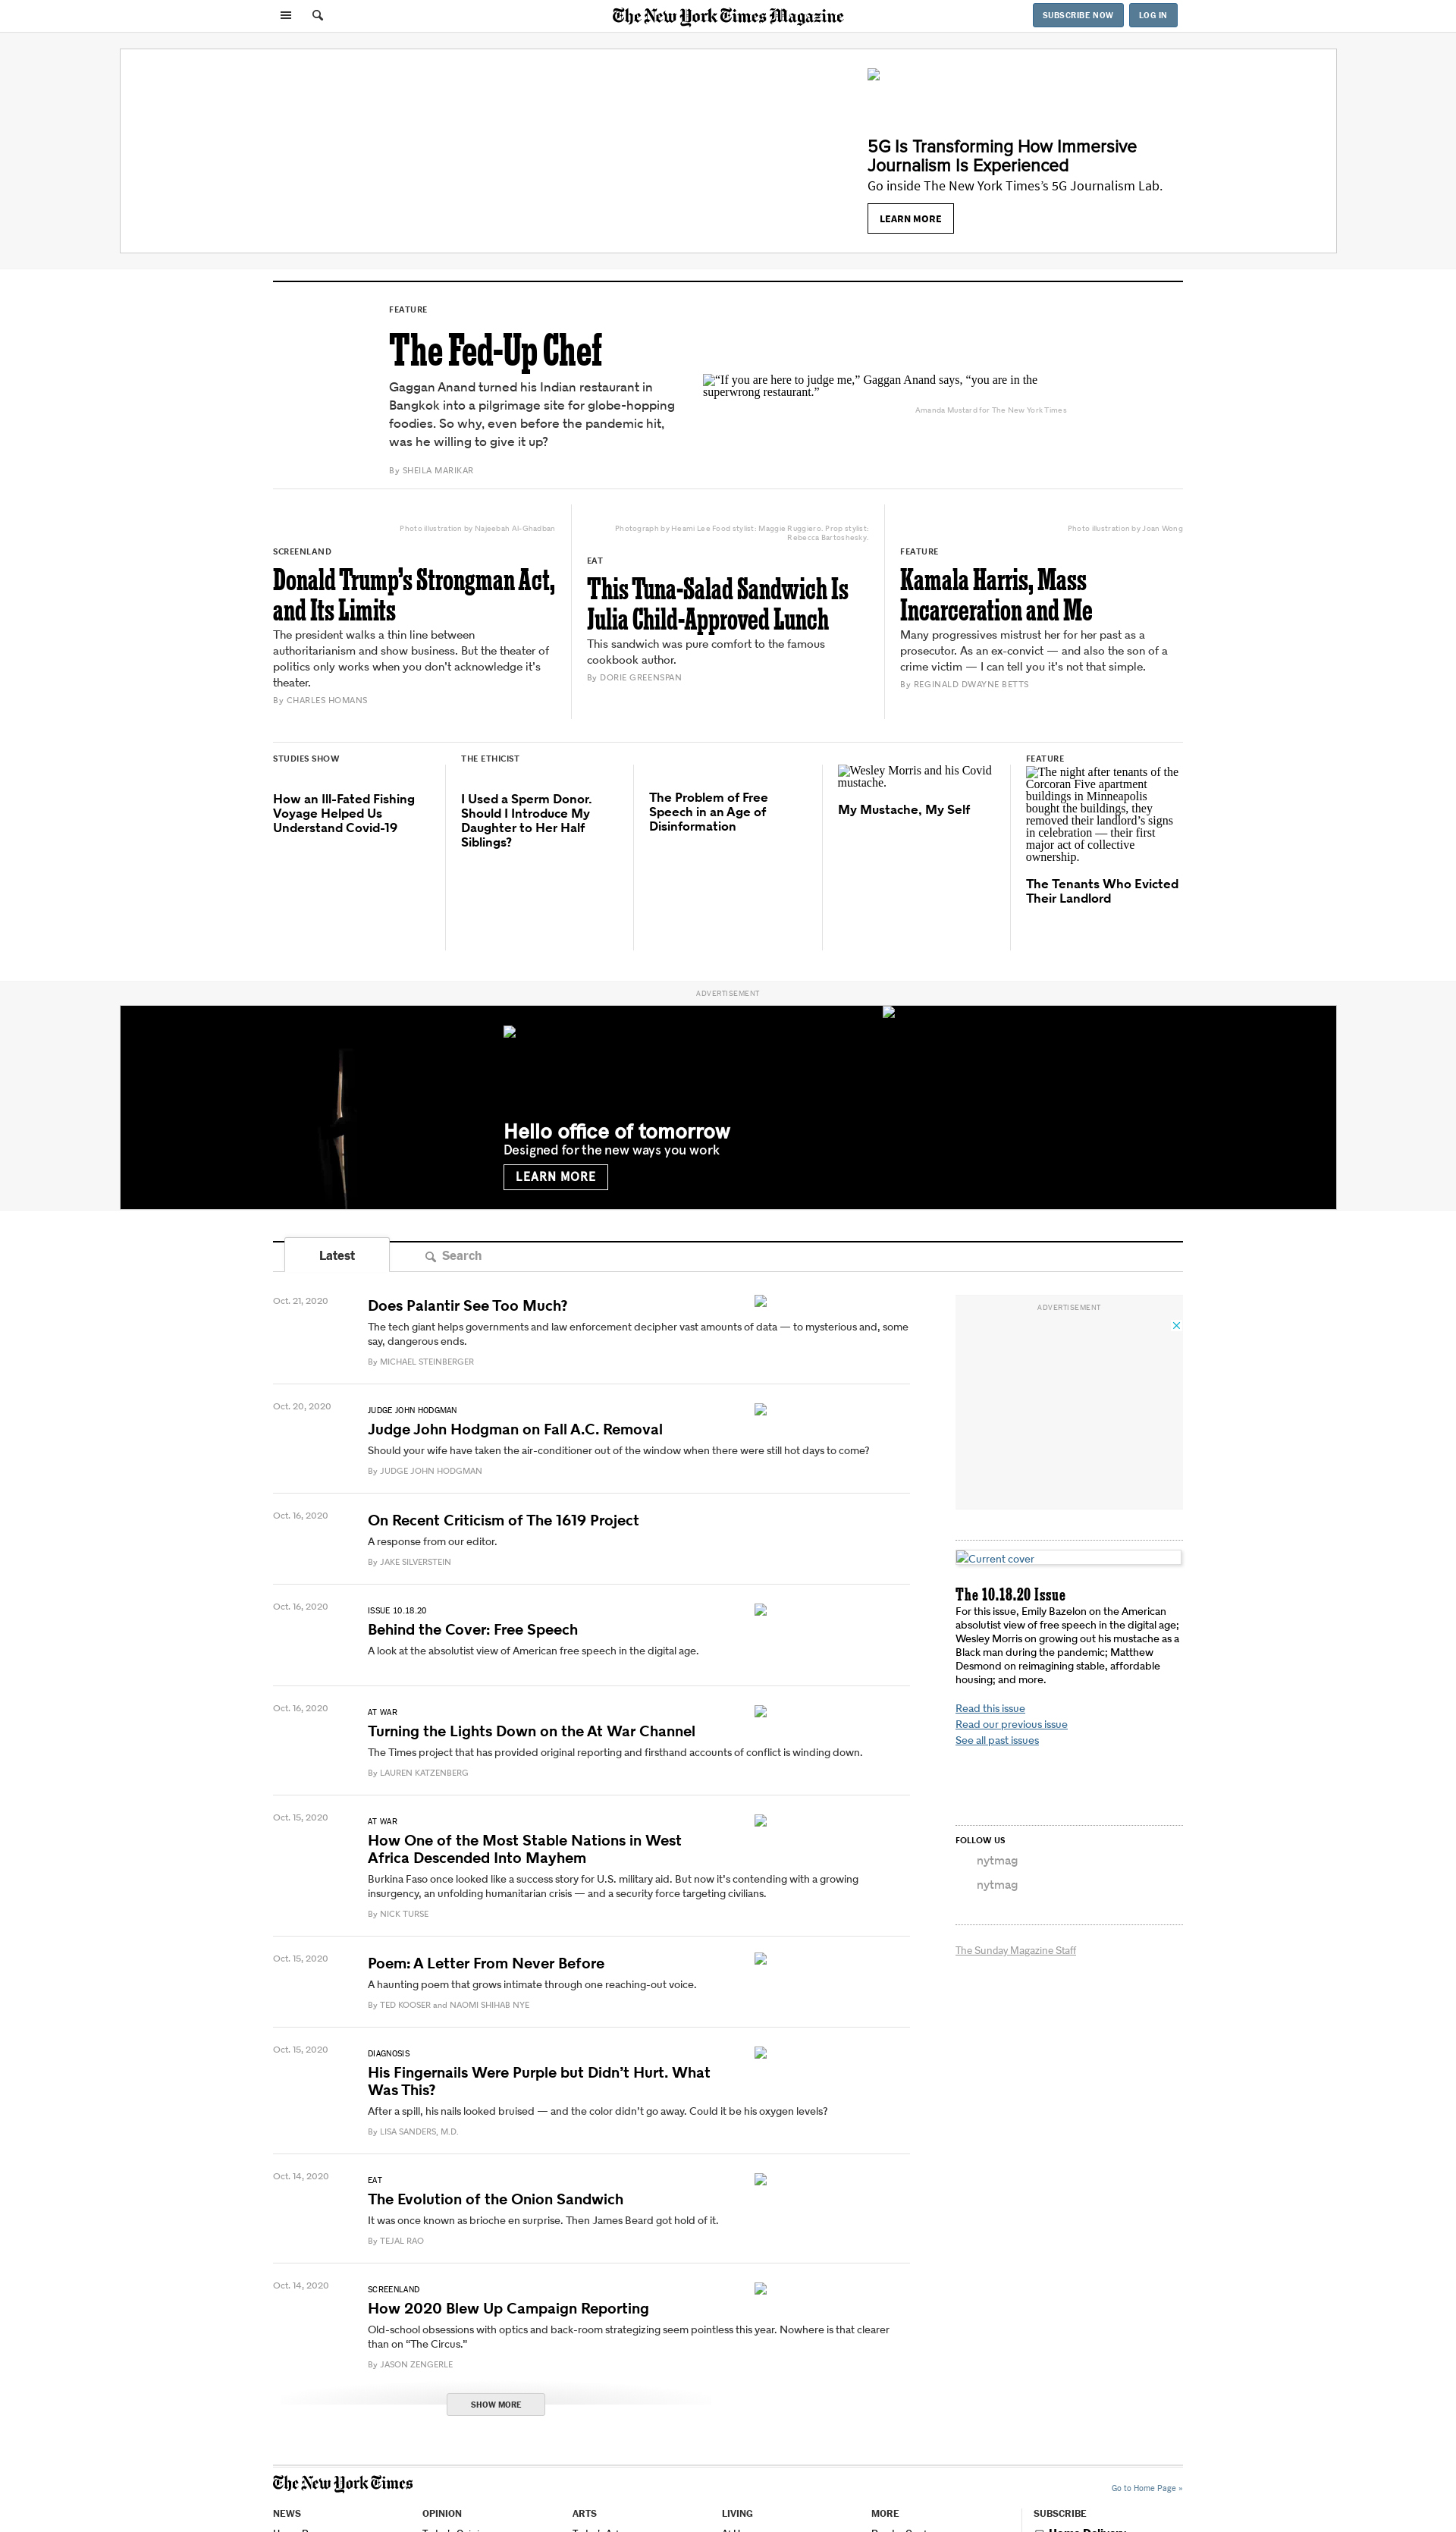 The New York Times Magazine
SUBSCRIBE NOW
LOG IN
5G Is Transforming How Immersive
Journalism Is Experienced
Go inside The New York Times's 5G Journalism Lab.
LEARN MORE
FEATURE
The Fed-Up Chef
Gaggan Anand turned his Indian restaurant in
Bangkok into a pilgrimage site for globe-hopping
foodies. So why, even before the pandemic hit,
was he willing to give it up?
By SHEILA MARIKAR
“If you are here to judge me,” Gaggan Anand says, “you are in the
superwrong restaurant.”
Amanda Mustard for The New York Times
Photo illustration by Najeebah Al-Ghadban
SCREENLAND
Donald Trump’s Strongman Act,
and Its Limits
The president walks a thin line between
authoritarianism and show business. But the theater of
politics only works when you don’t acknowledge it’s
theater.
By CHARLES HOMANS
Photograph by Heami Lee Food stylist: Maggie Ruggiero. Prop stylist:
Rebecca Bartoshesky.
EAT
This Tuna-Salad Sandwich Is
Julia Child-Approved Lunch
This sandwich was pure comfort to the famous
cookbook author.
By DORIE GREENSPAN
Photo illustration by Joan Wong
FEATURE
Kamala Harris, Mass
Incarceration and Me
Many progressives mistrust her for her past as a
prosecutor. As an ex-convict — and also the son of a
crime victim — I can tell you it’s not that simple.
By REGINALD DWAYNE BETTS
STUDIES SHOW
How an Ill-Fated Fishing
Voyage Helped Us
Understand Covid-19
THE ETHICIST
I Used a Sperm Donor.
Should I Introduce My
Daughter to Her Half
Siblings?
The Problem of Free
Speech in an Age of
Disinformation
Wesley Morris and his Covid
mustache.
My Mustache, My Self
FEATURE
The night after tenants of the
Corcoran Five apartment
buildings in Minneapolis
bought the buildings, they
removed their landlord’s signs
in celebration — their first
major act of collective
ownership.
The Tenants Who Evicted
Their Landlord
ADVERTISEMENT
Hello office of tomorrow
Designed for the new ways you work
LEARN MORE
Latest
Search
Oct. 21, 2020
Does Palantir See Too Much?
The tech giant helps governments and law enforcement decipher vast amounts of data — to mysterious and, some
say, dangerous ends.
By MICHAEL STEINBERGER
Oct. 20, 2020
JUDGE JOHN HODGMAN
Judge John Hodgman on Fall A.C. Removal
Should your wife have taken the air-conditioner out of the window when there were still hot days to come?
By JUDGE JOHN HODGMAN
Oct. 16, 2020
On Recent Criticism of The 1619 Project
A response from our editor.
By JAKE SILVERSTEIN
Oct. 16, 2020
ISSUE 10.18.20
Behind the Cover: Free Speech
A look at the absolutist view of American free speech in the digital age.
Oct. 16, 2020
AT WAR
Turning the Lights Down on the At War Channel
The Times project that has provided original reporting and firsthand accounts of conflict is winding down.
By LAUREN KATZENBERG
Oct. 15, 2020
AT WAR
How One of the Most Stable Nations in West
Africa Descended Into Mayhem
Burkina Faso once looked like a success story for U.S. military aid. But now it’s contending with a growing
insurgency, an unfolding humanitarian crisis — and a security force targeting civilians.
By NICK TURSE
Oct. 15, 2020
Poem: A Letter From Never Before
A haunting poem that grows intimate through one reaching-out voice.
By TED KOOSER and NAOMI SHIHAB NYE
Oct. 15, 2020
DIAGNOSIS
His Fingernails Were Purple but Didn’t Hurt. What
Was This?
After a spill, his nails looked bruised — and the color didn’t go away. Could it be his oxygen levels?
By LISA SANDERS, M.D.
Oct. 14, 2020
EAT
The Evolution of the Onion Sandwich
It was once known as brioche en surprise. Then James Beard got hold of it.
By TEJAL RAO
Oct. 14, 2020
SCREENLAND
How 2020 Blew Up Campaign Reporting
Old-school obsessions with optics and back-room strategizing seem pointless this year. Nowhere is that clearer
than on “The Circus.”
By JASON ZENGERLE
SHOW MORE
ADVERTISEMENT
Current cover
The 10.18.20 Issue
For this issue, Emily Bazelon on the American
absolutist view of free speech in the digital age;
Wesley Morris on growing out his mustache as a
Black man during the pandemic; Matthew
Desmond on reimagining stable, affordable
housing; and more.
Read this issue
Read our previous issue
See all past issues
FOLLOW US
nytmag
nytmag
The Sunday Magazine Staff
The New York Times
Go to Home Page »
NEWS
OPINION
ARTS
LIVING
MORE
SUBSCRIBE